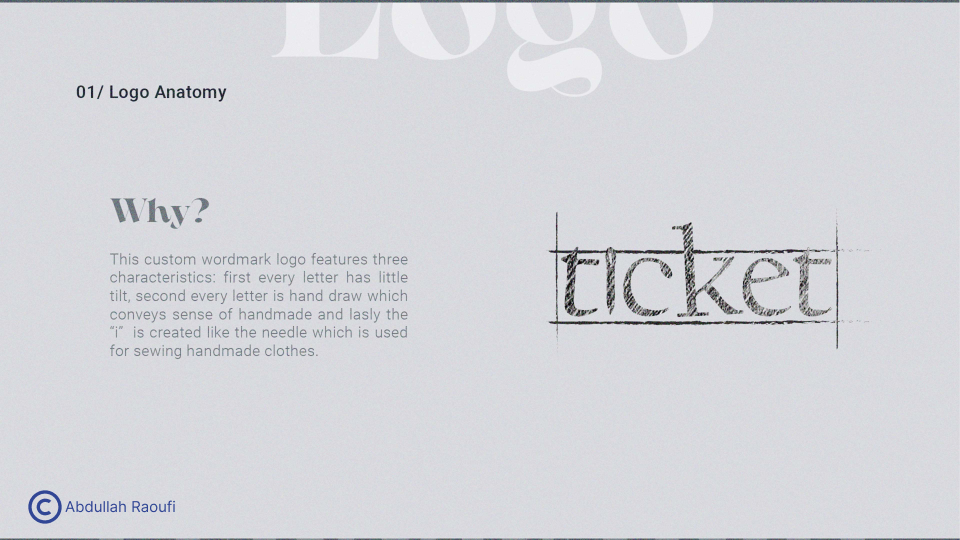 Logo
01/ Logo Anatomy
Why?
This custom wordmark logo features three
characteristics: first every letter has little
tilt, second every letter is hand draw which
conveys sense of handmade and lasly the
“i” is created like the needle which is used
for sewing handmade clothes.
ticket
© Abdullah Raoufi